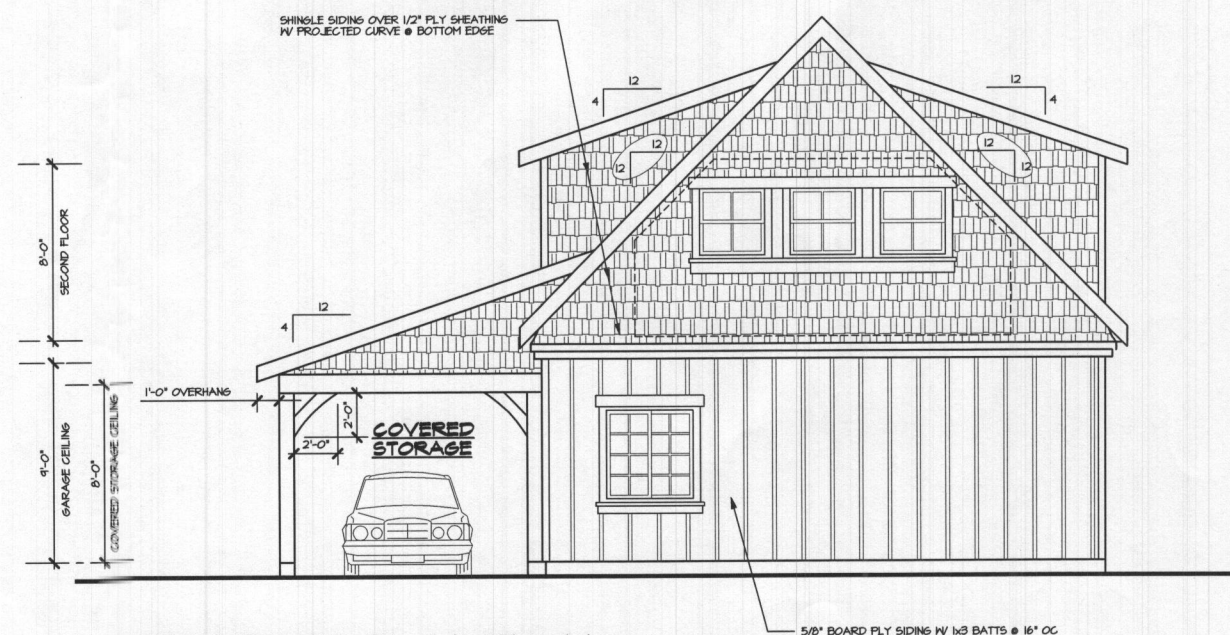 SHINGLE SIDING OVER 1/2" PLY SHEATHING
W/ PROJECTED CURVE @ BOTTOM EDGE
12
4
12
4
12
12
12
12
8'-0"
SECOND FLOOR
12
4
1'-0" OVERHANG
2'-0"
2'-0"
COVERED
STORAGE
9'-0"
GARAGE CEILING
8'-0"
COVERED STORAGE CEILING
5/8" BOARD PLY SIDING W/ 1x3 BATTS @ 16" OC